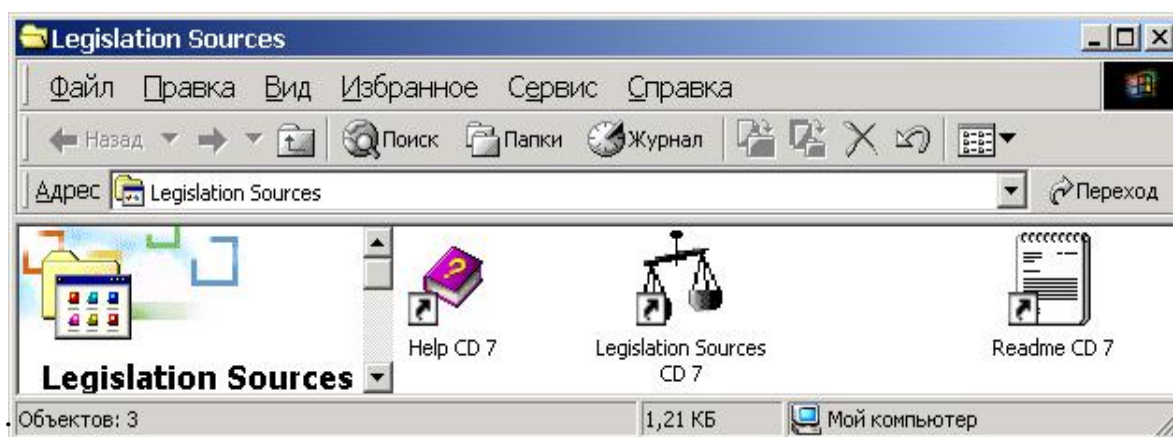 Legislation Sources
Файл Правка Вид Избранное Сервис Справка
Назад Поиск Папки Журнал
Адрес Legislation Sources Переход
Help CD 7
Legislation Sources
CD 7
Readme CD 7
Legislation Sources
Объектов: 3 1,21 КБ Мой компьютер